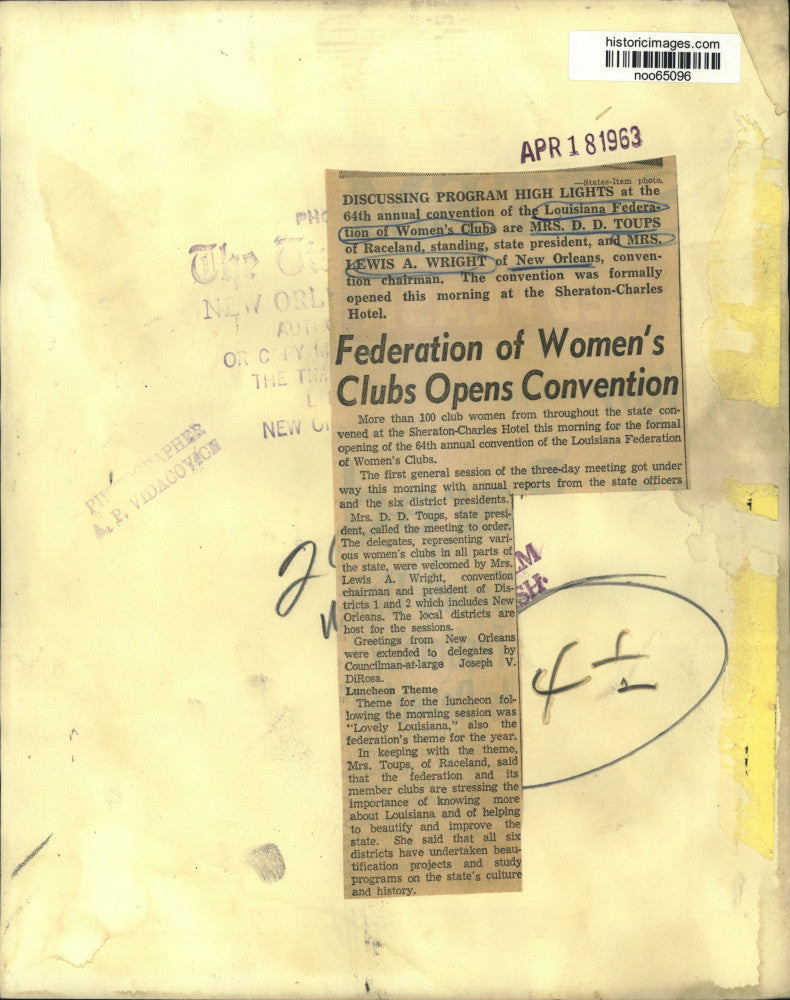 historicimages.com
noo65096
APR 18 1963
—States-Item photo.
DISCUSSING PROGRAM HIGH LIGHTS at the
64th annual convention of the Louisiana Federa-
tion of Women's Clubs are MRS. D. D. TOUPS
of Raceland, standing, state president, and MRS.
LEWIS A. WRIGHT of New Orleans, conven-
tion chairman. The convention was formally
opened this morning at the Sheraton-Charles
Hotel.
Federation of Women's
Clubs Opens Convention
More than 100 club women from throughout the state con-
vened at the Sheraton-Charles Hotel this morning for the formal
opening of the 64th annual convention of the Louisiana Federation
of Women's Clubs.
The first general session of the three-day meeting got under
way this morning with annual reports from the state officers
and the six district presidents.
Mrs. D. D. Toups, state presi-
dent, called the meeting to order.
The delegates, representing vari-
ous women's clubs in all parts of
the state, were welcomed by Mrs.
Lewis A. Wright, convention
chairman and president of Dis-
tricts 1 and 2 which includes New
Orleans. The local districts are
host for the sessions.
Greetings from New Orleans
were extended to delegates by
Councilman-at-large Joseph V.
DiRosa.
Luncheon Theme
Theme for the luncheon fol-
lowing the morning session was
"Lovely Louisiana," also the
federation's theme for the year.
In keeping with the theme,
Mrs. Toups, of Raceland, said
that the federation and its
member clubs are stressing the
importance of knowing more
about Louisiana and of helping
to beautify and improve the
state. She said that all six
districts have undertaken beau-
tification projects and study
programs on the state's culture
and history.
The
NEW ORL
THE TIM
NEW
A. P. VIDACOVICH
4 1/2